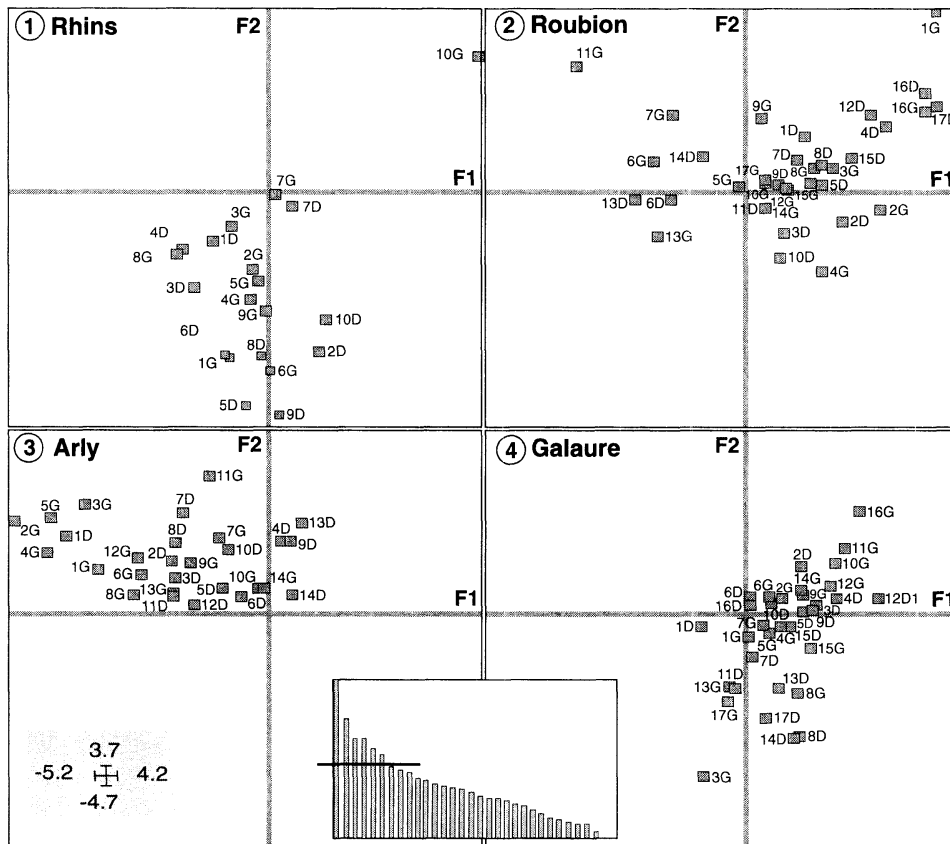 1 Rhins
F2
10G
F1
7G
7D
3G
4D
1D
8G
2G
5G
3D
4G
9G
10D
6D
8D
2D
1G
6G
5D
9D
2 Roubion
F2
1G
11G
16D
7G
9G
12D
16G
17D
4D
1D
14D
7D
8D
15D
6G
17G
9D
8G
3G
F1
5G
10G
5D
13D
6D
12G
15G
11D
14G
2G
2D
13G
3D
10D
4G
3 Arly
F2
11G
5G
3G
7D
2G
13D
1D
8D
7G
4D
9D
4G
12G
2D
10D
1G
9G
6G
3D
10G
14G
F1
8G
13G
5D
14D
11D
12D
6D
3.7
-5.2
4.2
-4.7
4 Galaure
F2
16G
11G
2D
10G
14G
12G
6D
6G
2G
9G
4D
12D1
F1
16D
10D
3D
1D
7G
5D
9D
1G
4G
15D
5G
15G
7D
11D
13D
13G
8G
17G
17D
14D
8D
3G